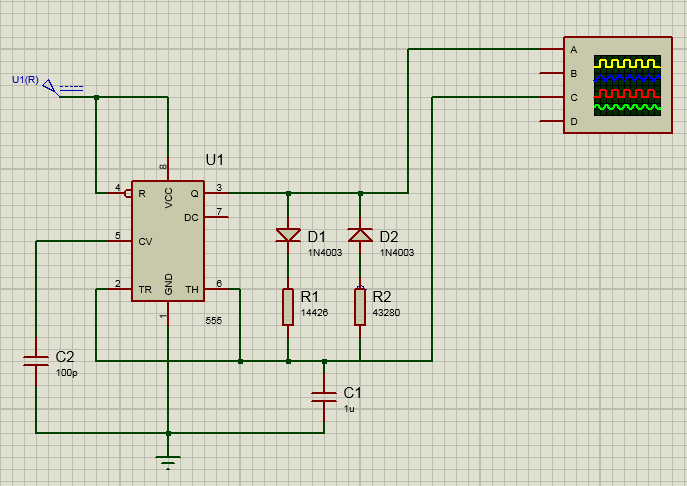 A
B
C
D
U1(R)
U1
8
VCC
4
R
Q
3
DC
7
5
CV
D1
1N4003
D2
1N4003
2
TR
GND
TH
6
1
555
R1
14426
R2
43280
C2
100p
C1
1u